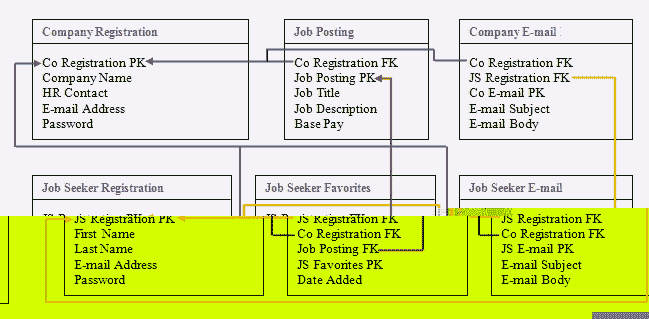 Company Registration
Co Registration PK
Company Name
HR Contact
E-mail Address
Password
Job Posting
Co Registration FK
Job Posting PK
Job Title
Job Description
Base Pay
Company E-mail
Co Registration FK
JS Registration FK
Co E-mail PK
E-mail Subject
E-mail Body
Job Seeker Registration
JS Registration PK
First Name
Last Name
E-mail Address
Password
Job Seeker Favorites
JS Registration FK
Co Registration FK
Job Posting FK
JS Favorites PK
Date Added
Job Seeker E-mail
JS Registration FK
Co Registration FK
JS E-mail PK
E-mail Subject
E-mail Body